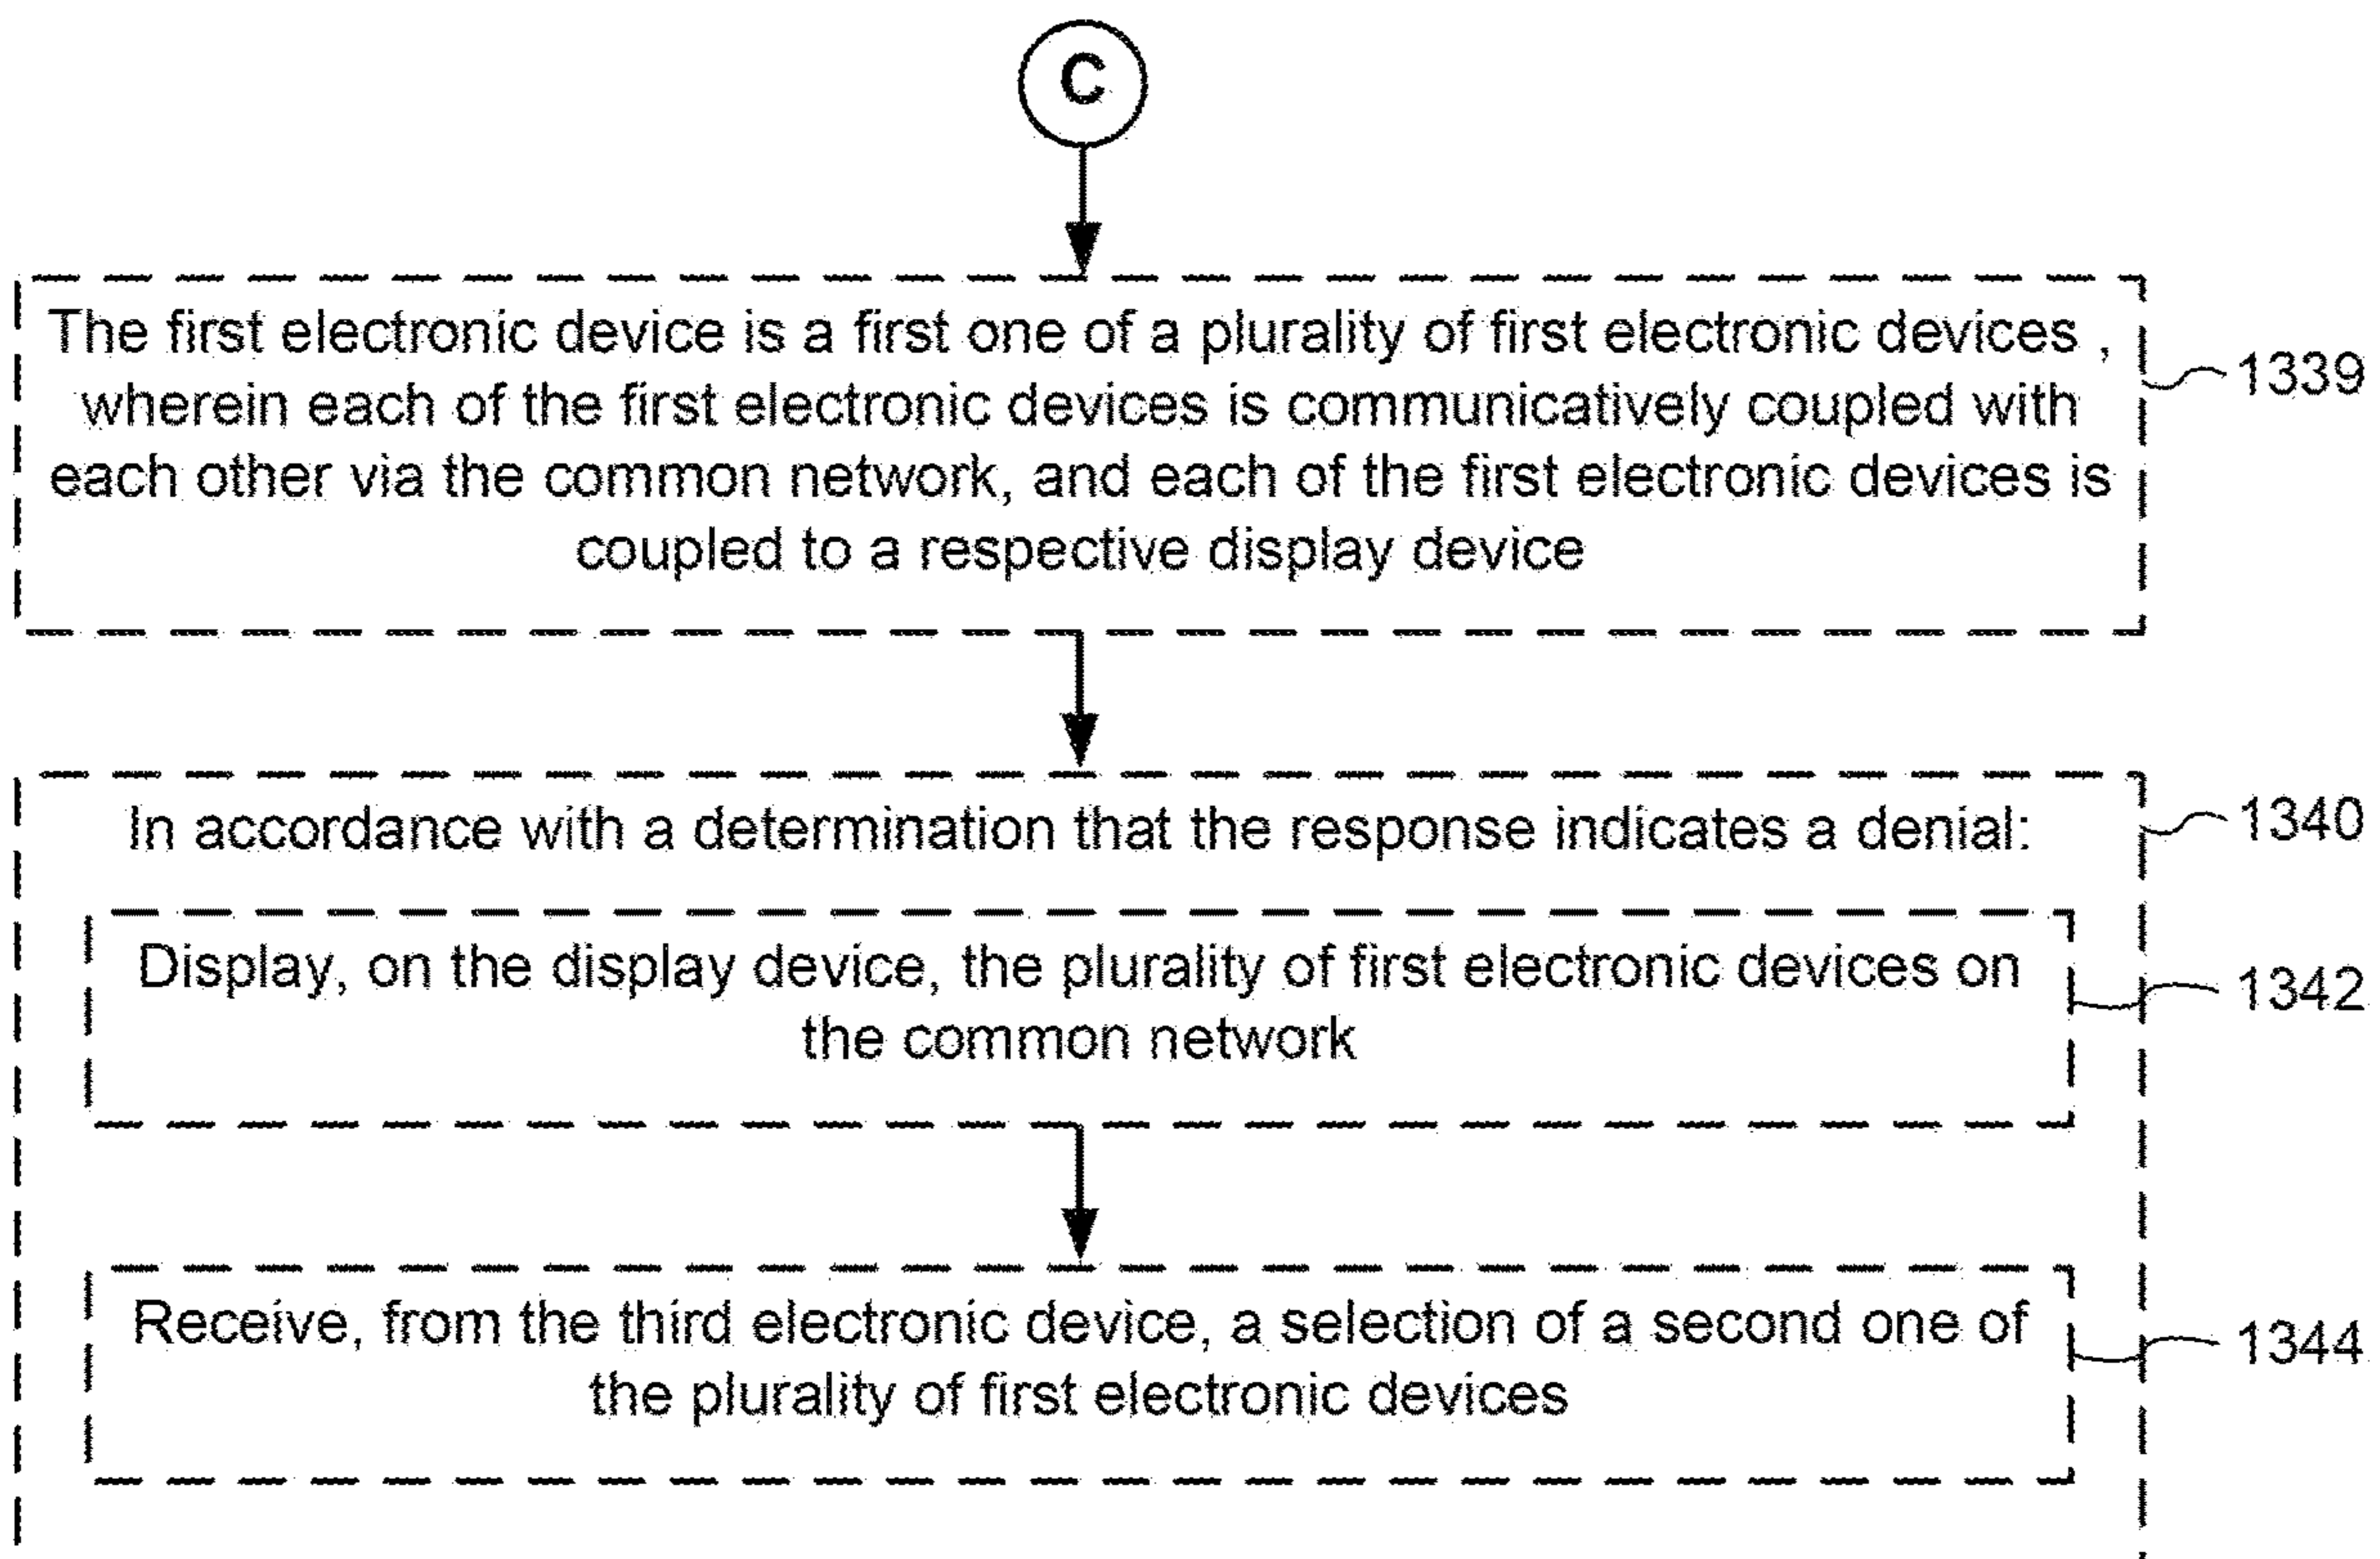 C
The first electronic device is a first one of a plurality of first electronic devices ,
wherein each of the first electronic devices is communicatively coupled with
each other via the common network, and each of the first electronic devices is
coupled to a respective display device
1339
In accordance with a determination that the response indicates a denial:
1340
Display, on the display device, the plurality of first electronic devices on
the common network
1342
Receive, from the third electronic device, a selection of a second one of
the plurality of first electronic devices
1344